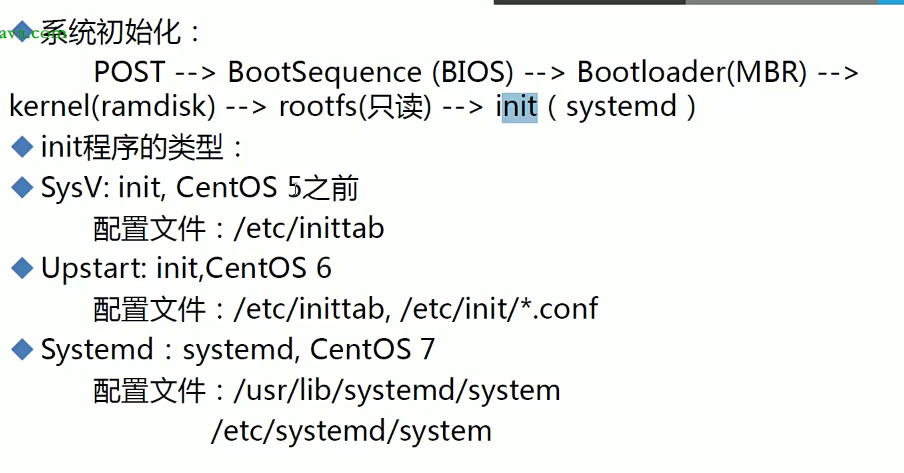 系统初始化：
POST --> BootSequence (BIOS) --> Bootloader(MBR) -->
kernel(ramdisk) --> rootfs(只读) --> init（systemd）
init程序的类型：
SysV: init, CentOS 5之前
配置文件：/etc/inittab
Upstart: init,CentOS 6
配置文件：/etc/inittab, /etc/init/*.conf
Systemd：systemd, CentOS 7
配置文件：/usr/lib/systemd/system
/etc/systemd/system